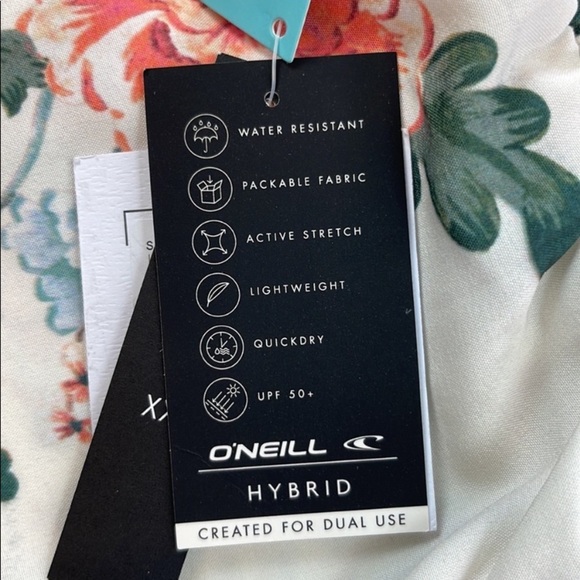 WATER RESISTANT
PACKABLE FABRIC
ACTIVE STRETCH
LIGHTWEIGHT
QUICKDRY
UPF 50+
O'NEILL
HYBRID
CREATED FOR DUAL USE